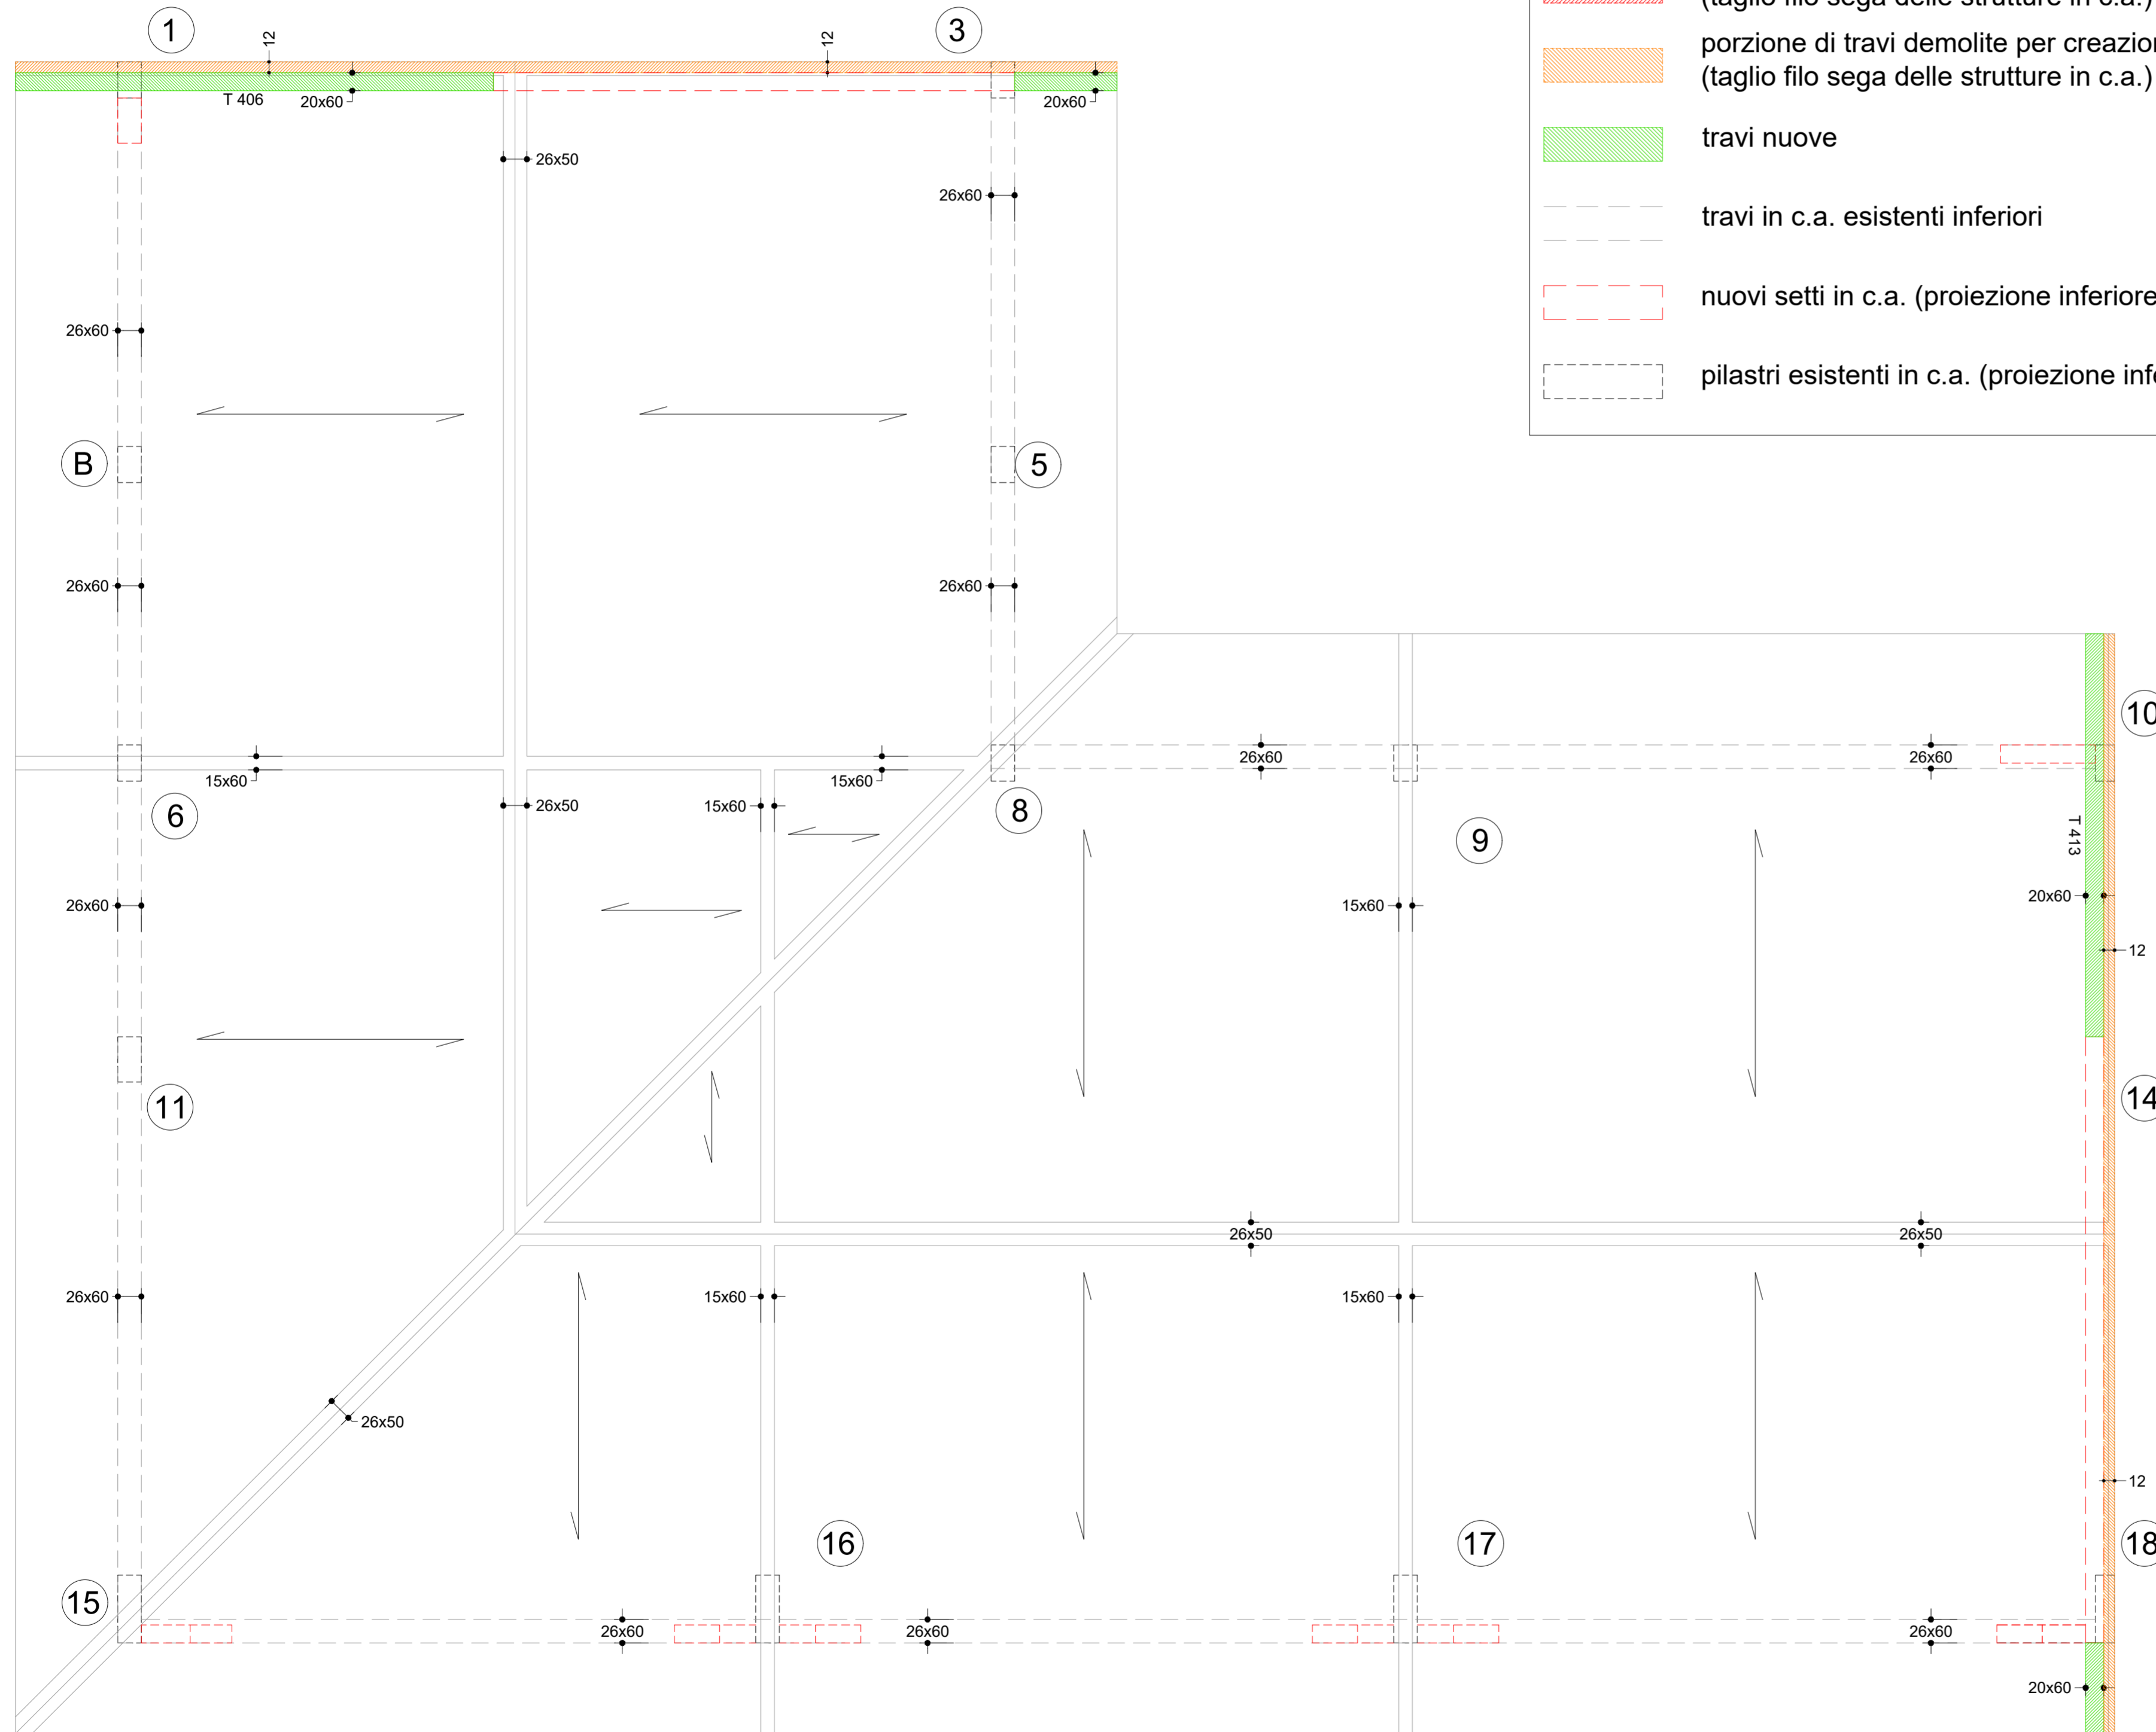 1
3
12
12
T 406
20x60
20x60
26x50
26x60
26x60
B
5
26x60
26x60
15x60
15x60
6
26x50
15x60
8
26x60
26x60
10
9
T 413
26x60
15x60
20x60
12
11
14
26x50
26x50
26x60
15x60
15x60
26x50
12
16
17
18
15
26x60
26x60
26x60
20x60
(taglio filo sega delle strutture in c.a.)
porzione di travi demolite per
(taglio filo sega delle strutture in c.a.)
travi nuove
travi in c.a. esistenti inferiori
nuovi setti in c.a. (proiezione inferiore
pilastri esistenti in c.a. (proiezione